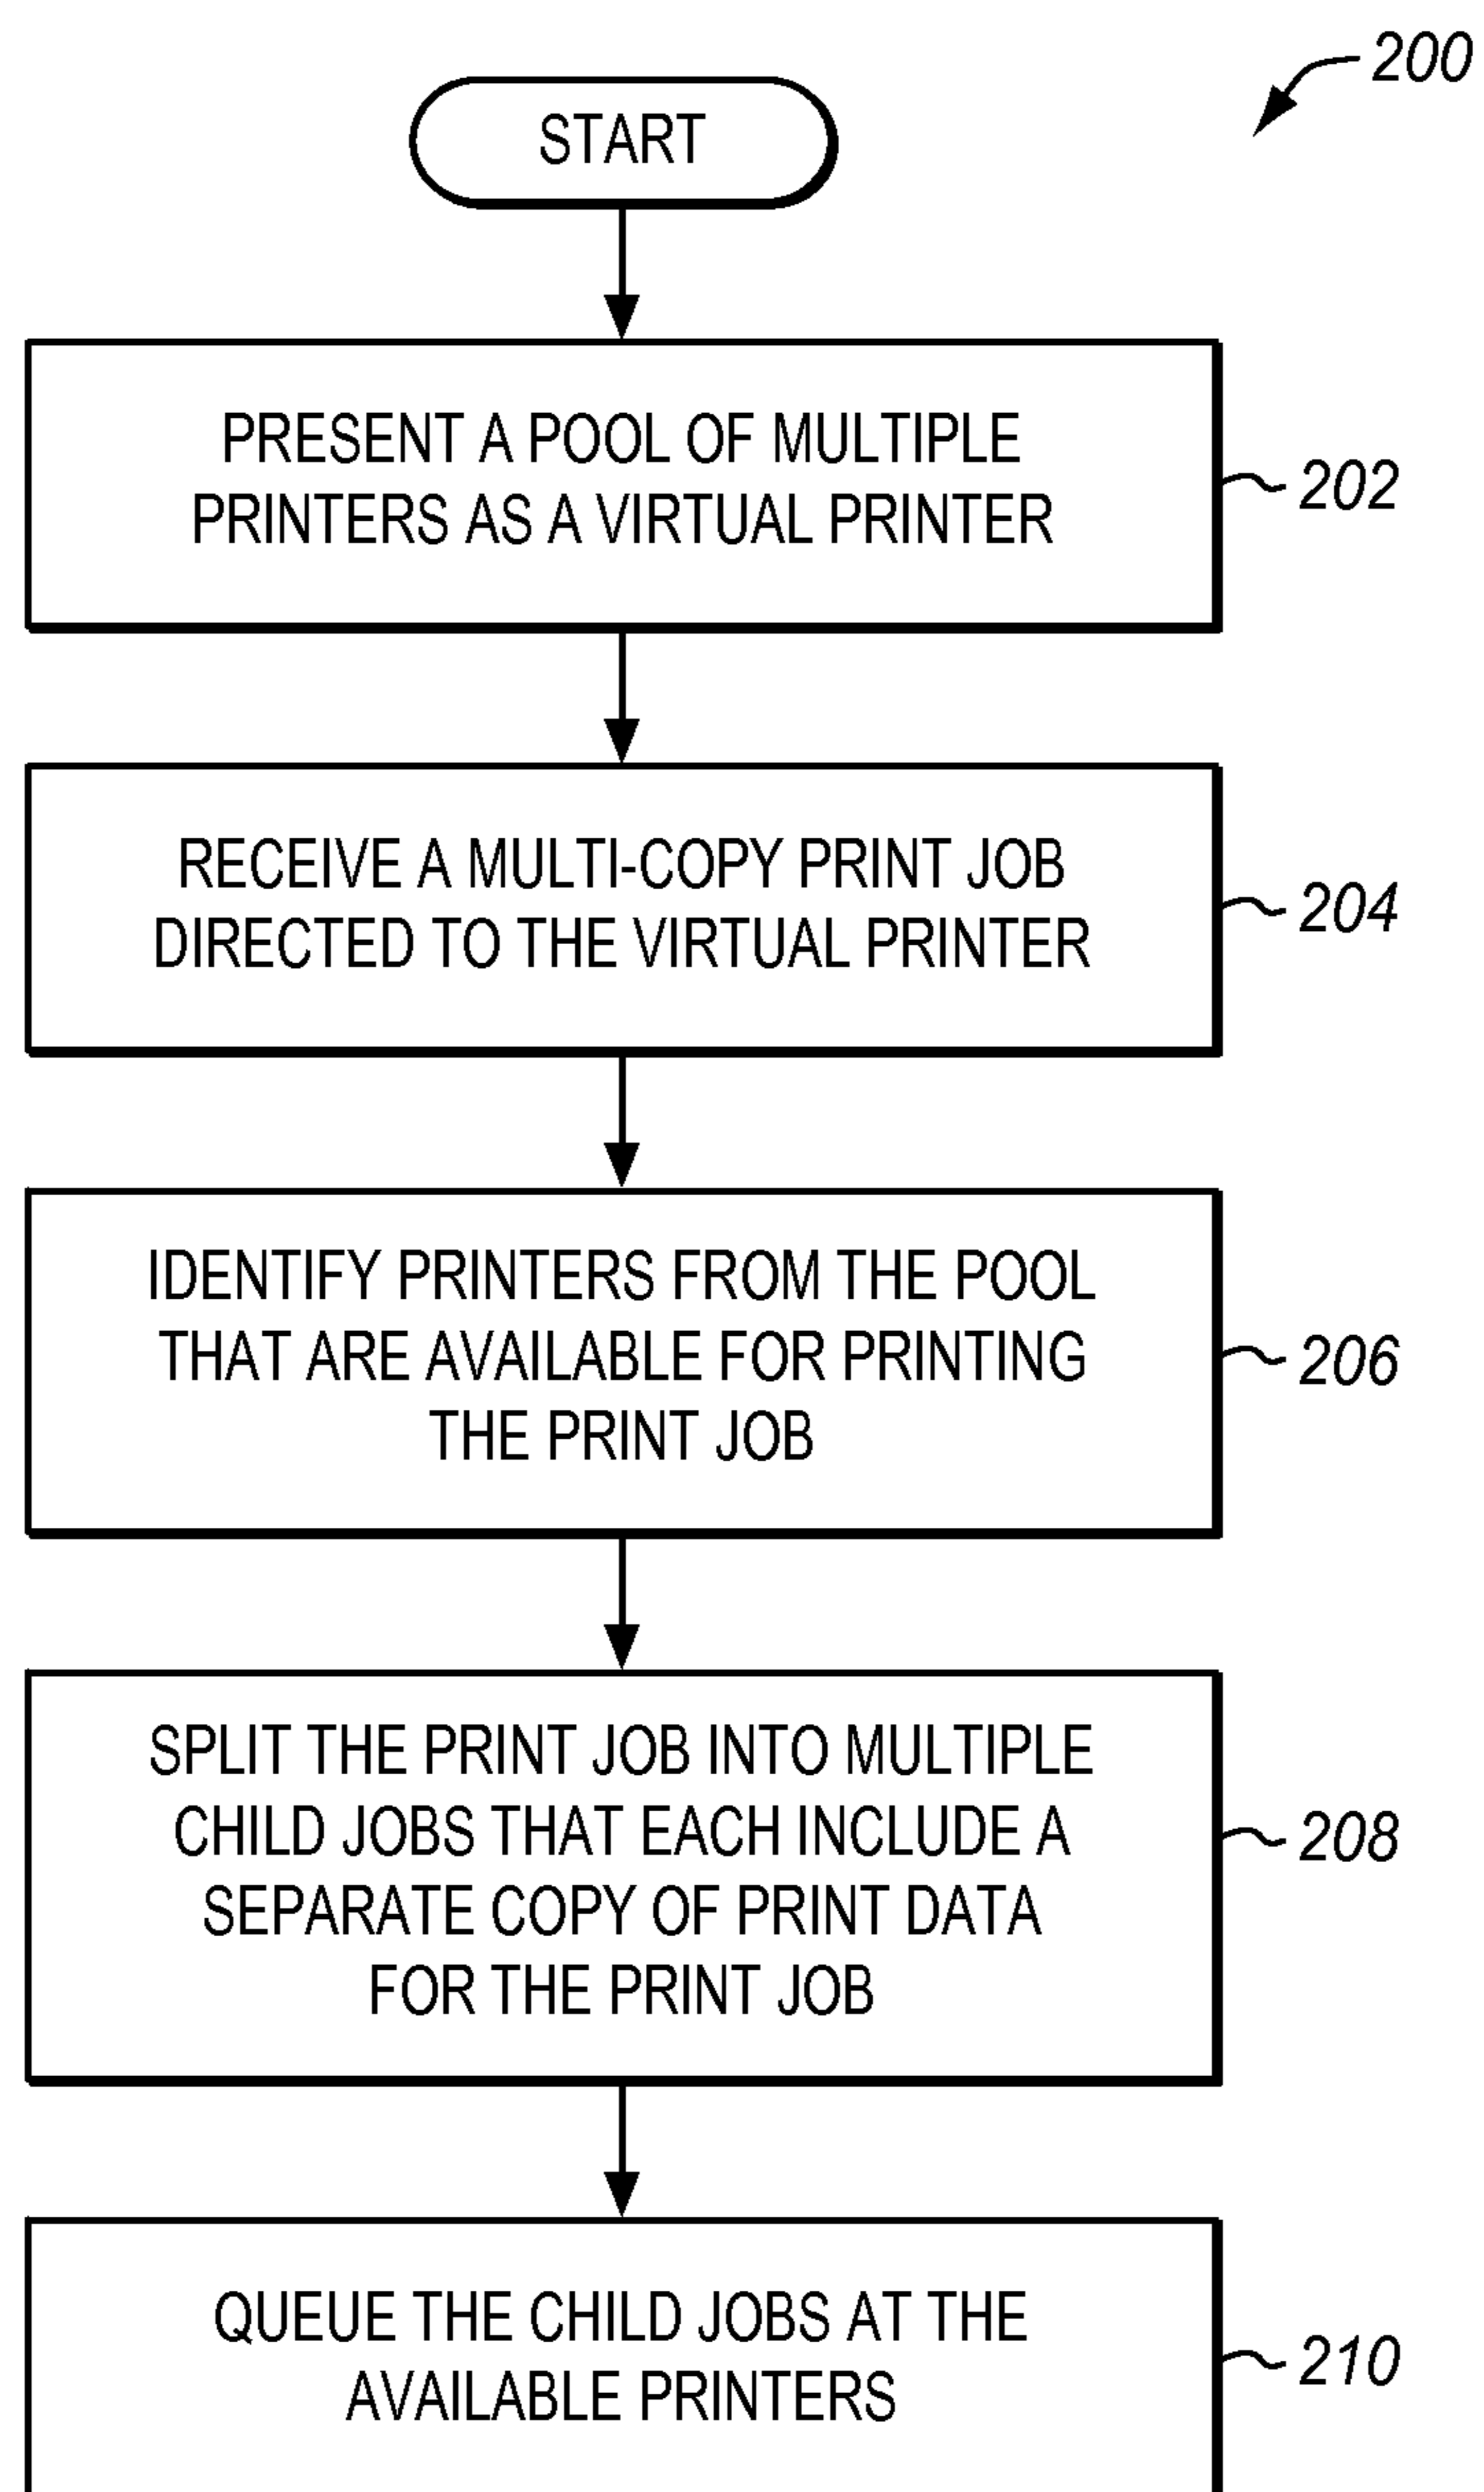 200
START
PRESENT A POOL OF MULTIPLE
PRINTERS AS A VIRTUAL PRINTER
202
RECEIVE A MULTI-COPY PRINT JOB
DIRECTED TO THE VIRTUAL PRINTER
204
IDENTIFY PRINTERS FROM THE POOL
THAT ARE AVAILABLE FOR PRINTING
THE PRINT JOB
206
SPLIT THE PRINT JOB INTO MULTIPLE
CHILD JOBS THAT EACH INCLUDE A
SEPARATE COPY OF PRINT DATA
FOR THE PRINT JOB
208
QUEUE THE CHILD JOBS AT THE
AVAILABLE PRINTERS
210